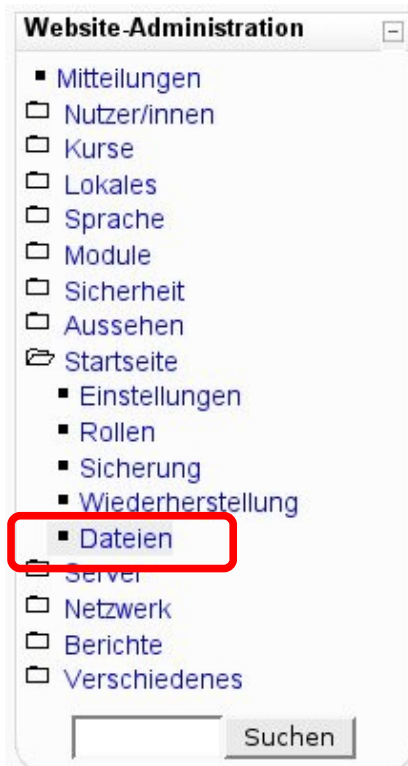 Website-Administration
Mitteilungen
Nutzer/innen
Kurse
Lokales
Sprache
Module
Sicherheit
Aussehen
Startseite
Einstellungen
Rollen
Sicherung
Wiederherstellung
Dateien
Server
Netzwerk
Berichte
Verschiedenes
Suchen